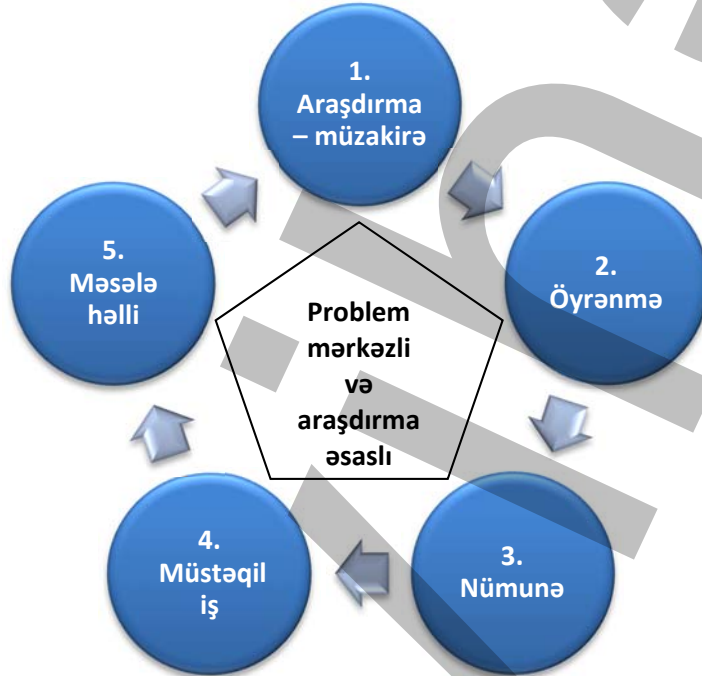 1.
Araşdırma
– müzakirə
2.
Öyrənmə
3.
Nümunə
4.
Müstəqil
iş
5.
Məsələ
həlli
Problem
mərkəzli
və
araşdırma
əsaslı